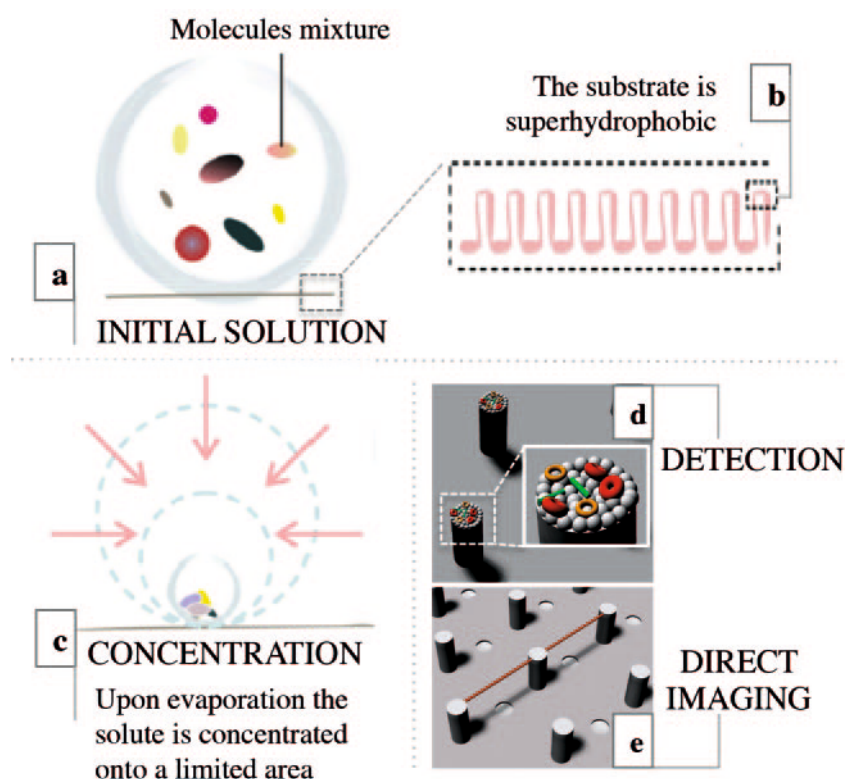 Molecules mixture
The substrate is
superhydrophobic
b
a
INITIAL SOLUTION
c
CONCENTRATION
Upon evaporation the
solute is concentrated
onto a limited area
d
DETECTION
DIRECT
IMAGING
e